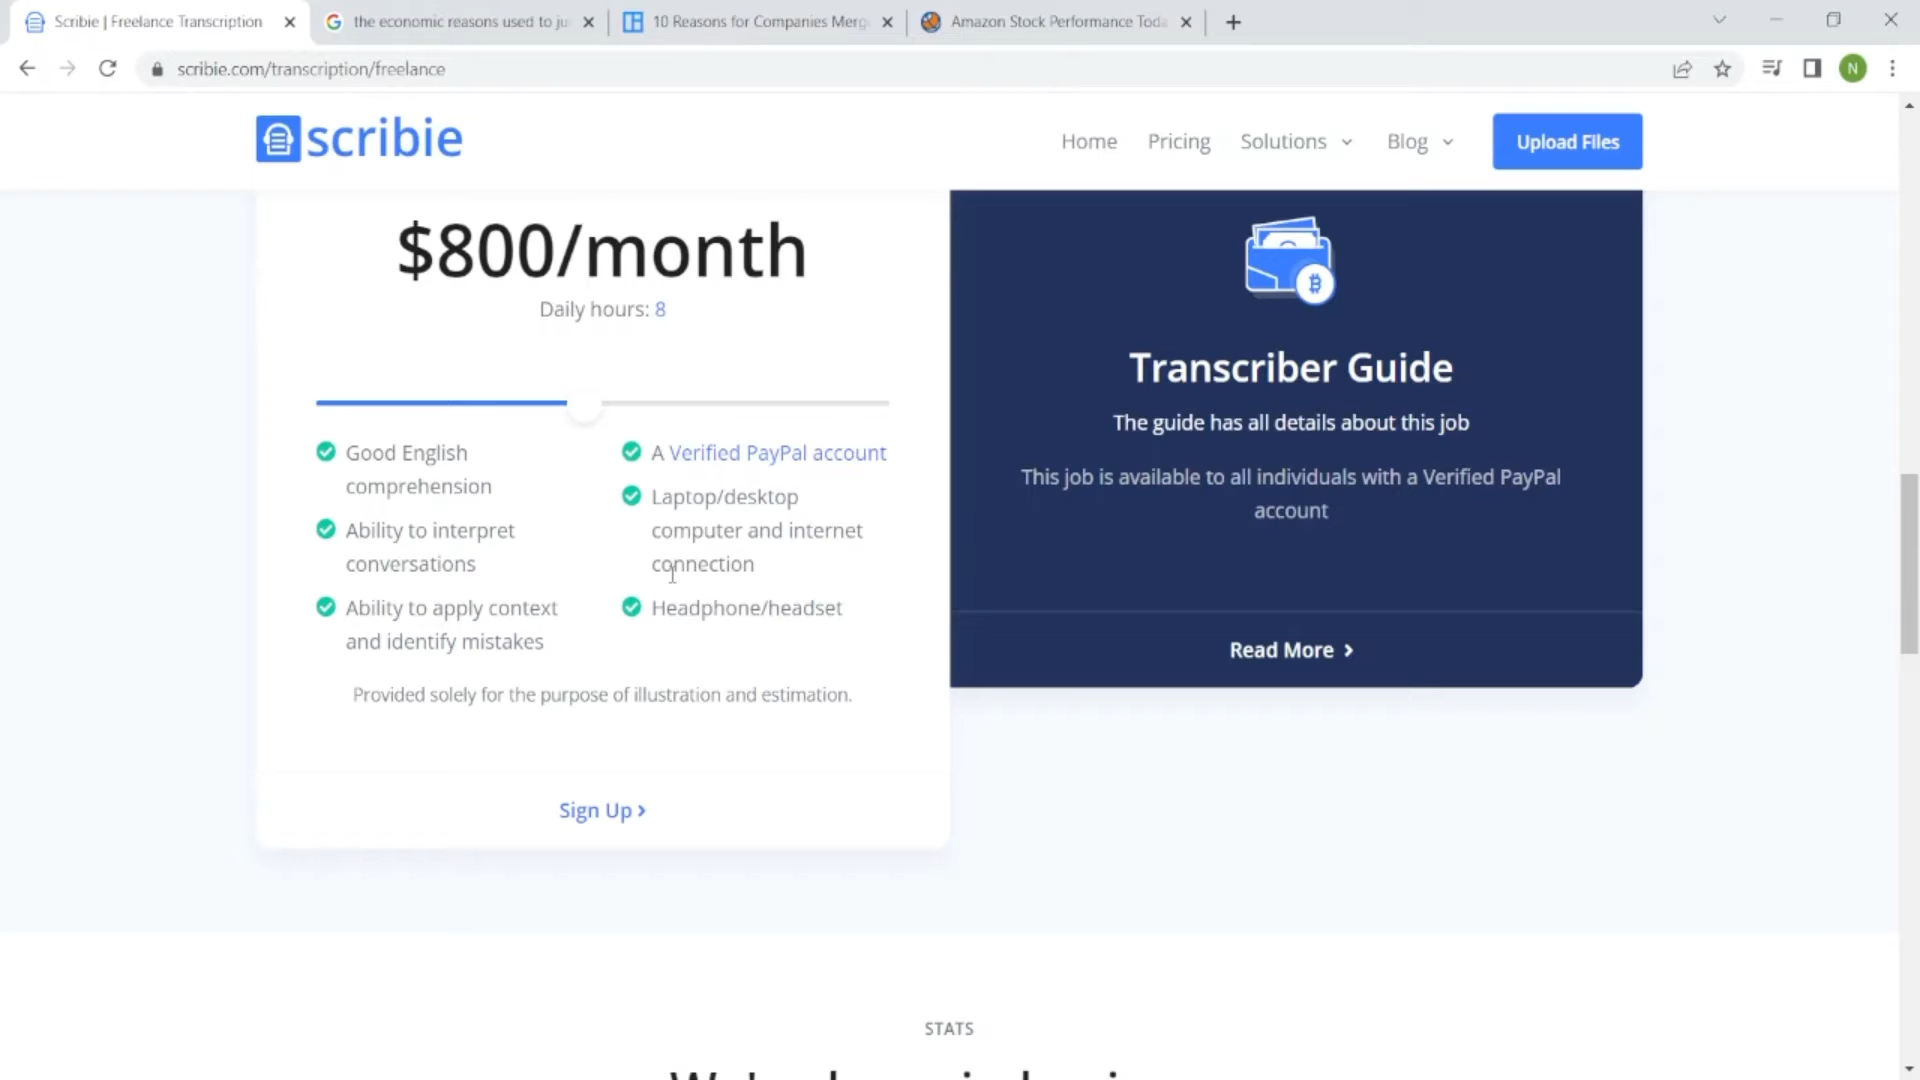 Scribie | Freelance Transcription
the economic reasons used to ju
10 Reasons for Companies Merg
Amazon Stock Performance Toda
scribie.com/transcription/freelance
N
scribie
Home
Pricing
Solutions
Blog
Upload Files
$800/month
Daily hours: 8
Good English
comprehension
Ability to interpret
conversations
Ability to apply context
and identify mistakes
A Verified PayPal account
Laptop/desktop
computer and internet
connection
Headphone/headset
Provided solely for the purpose of illustration and estimation.
Sign Up
Transcriber Guide
The guide has all details about this job
This job is available to all individuals with a Verified PayPal
account
Read More
STATS